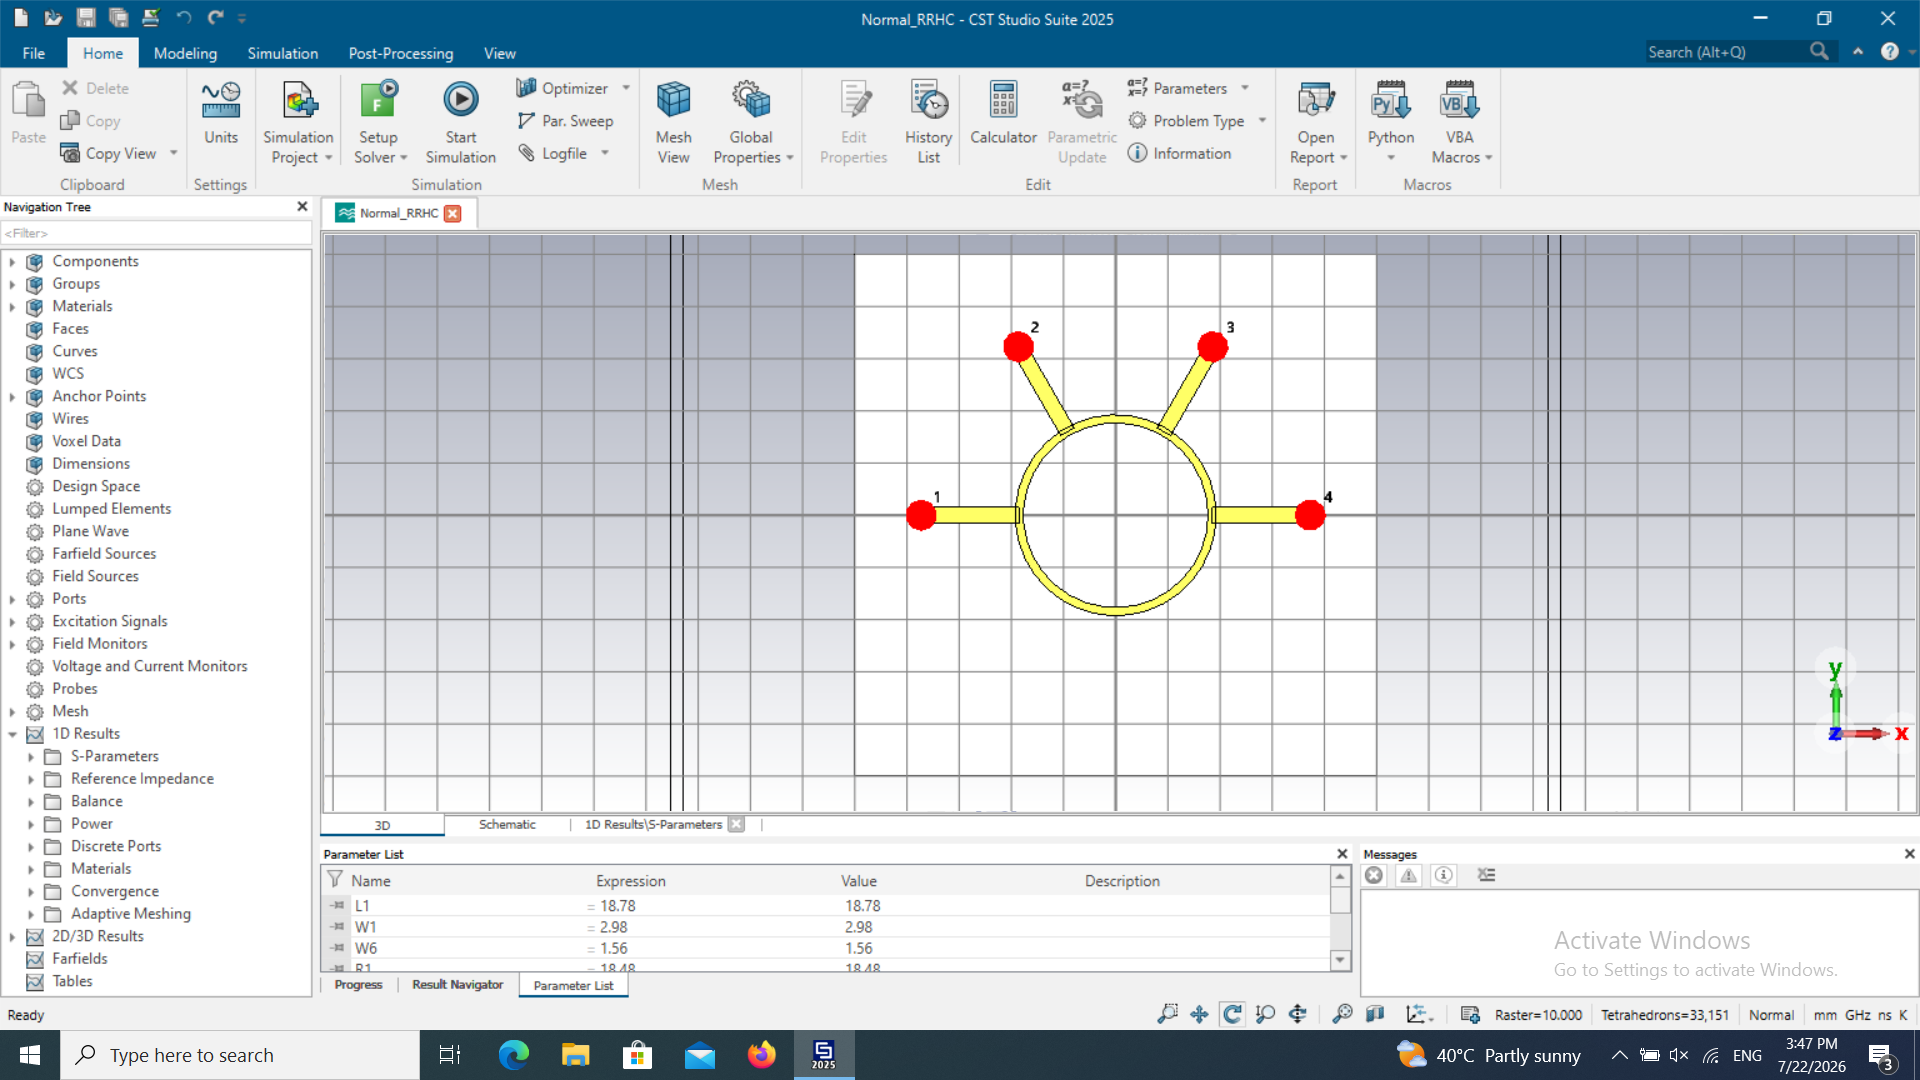 Normal_RRHC - CST Studio Suite 2025
File
Home
Modeling
Simulation
Post-Processing
View
Search (Alt+Q)
Paste
Delete
Copy
Copy View
Clipboard
Units
Settings
Simulation
Project
Setup
Solver
Start
Simulation
Optimizer
Par. Sweep
Logfile
Simulation
Mesh
View
Global
Properties
Mesh
Edit
Properties
History
List
Calculator
Parametric
Update
Parameters
Problem Type
Information
Edit
Open
Report
Report
Python
VBA
Macros
Macros
Navigation Tree
<Filter>
Components
Groups
Materials
Faces
Curves
WCS
Anchor Points
Wires
Voxel Data
Dimensions
Design Space
Lumped Elements
Plane Wave
Farfield Sources
Field Sources
Ports
Excitation Signals
Field Monitors
Voltage and Current Monitors
Probes
Mesh
1D Results
S-Parameters
Reference Impedance
Balance
Power
Discrete Ports
Materials
Convergence
Adaptive Meshing
2D/3D Results
Farfields
Tables
Normal_RRHC
2
3
1
4
y
z
x
3D
Schematic
1D Results\S-Parameters
Parameter List
Name Expression Value Description
L1 = 18.78 18.78
W1 = 2.98 2.98
W6 = 1.56 1.56
R1 = 18.48 18.48
Progress
Result Navigator
Parameter List
Messages
Activate Windows
Go to Settings to activate Windows.
Ready
Raster=10.000
Tetrahedrons=33,151
Normal
mm GHz ns K
Type here to search
S
2025
40°C Partly sunny
ENG
3:47 PM
7/22/2026
3